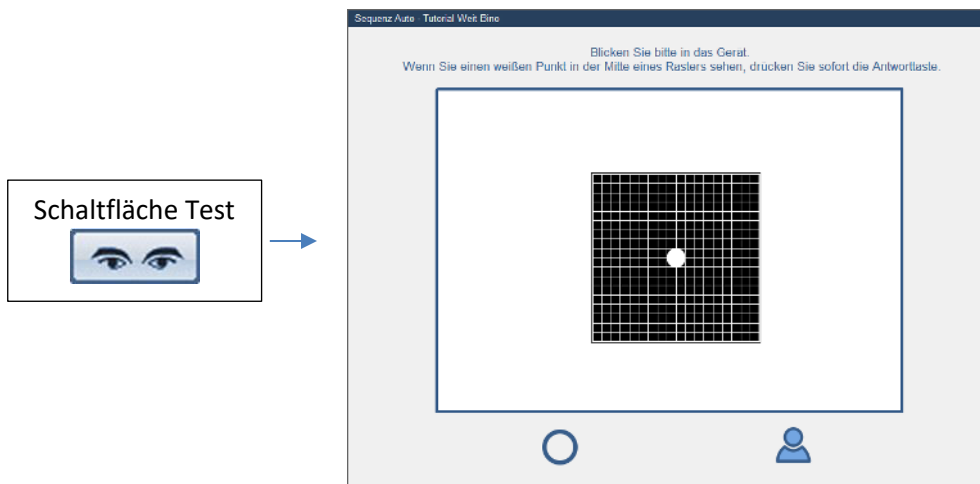 Sequenz Auto - Tutorial Weit Bino
Blicken Sie bitte in das Gerät.
Wenn Sie einen weißen Punkt in der Mitte eines Rasters sehen, drücken Sie sofort die Antworttaste.
Schaltfläche Test